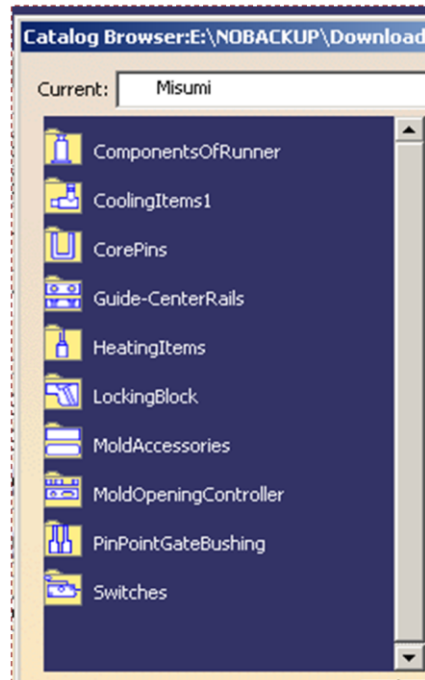 Catalog Browser:E:\NOBACKUP\Download
Current: Misumi
ComponentsOfRunner
CoolingItems1
CorePins
Guide-CenterRails
HeatingItems
LockingBlock
MoldAccessories
MoldOpeningController
PinPointGateBushing
Switches